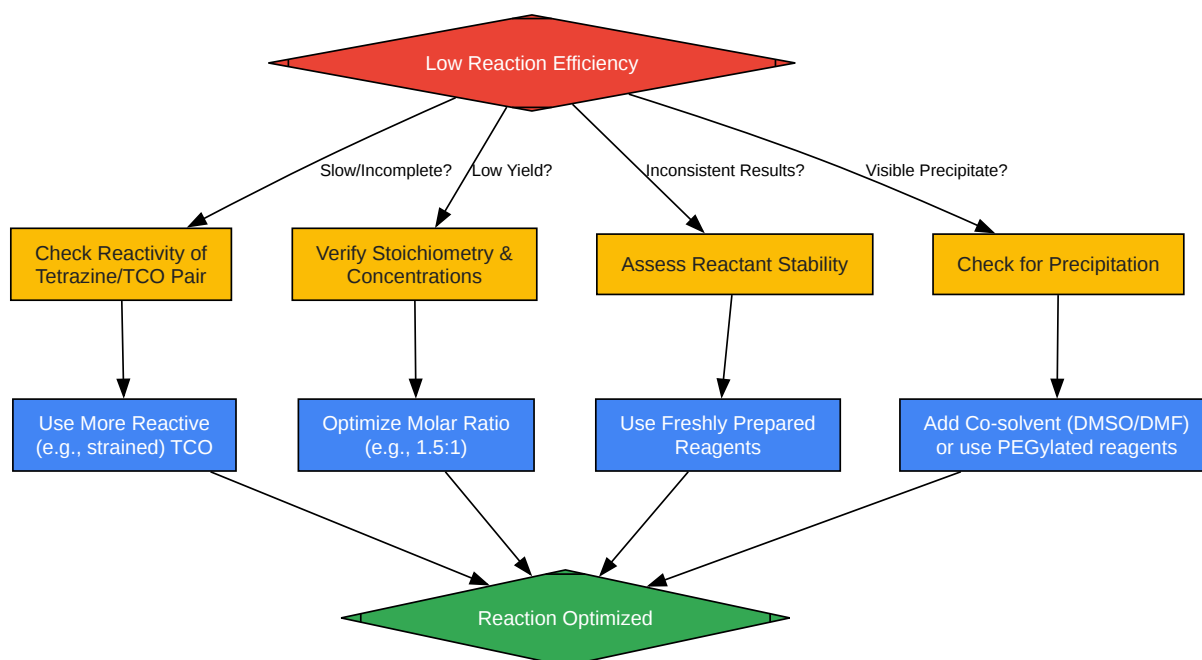 Low Reaction Efficiency
Slow/Incomplete?
Low Yield?
Inconsistent Results?
Visible Precipitate?
Check Reactivity of
Tetrazine/TCO Pair
Verify Stoichiometry &
Concentrations
Assess Reactant Stability
Check for Precipitation
Use More Reactive
(e.g., strained) TCO
Optimize Molar Ratio
(e.g., 1.5:1)
Use Freshly Prepared
Reagents
Add Co-solvent (DMSO/DMF)
or use PEGylated reagents
Reaction Optimized